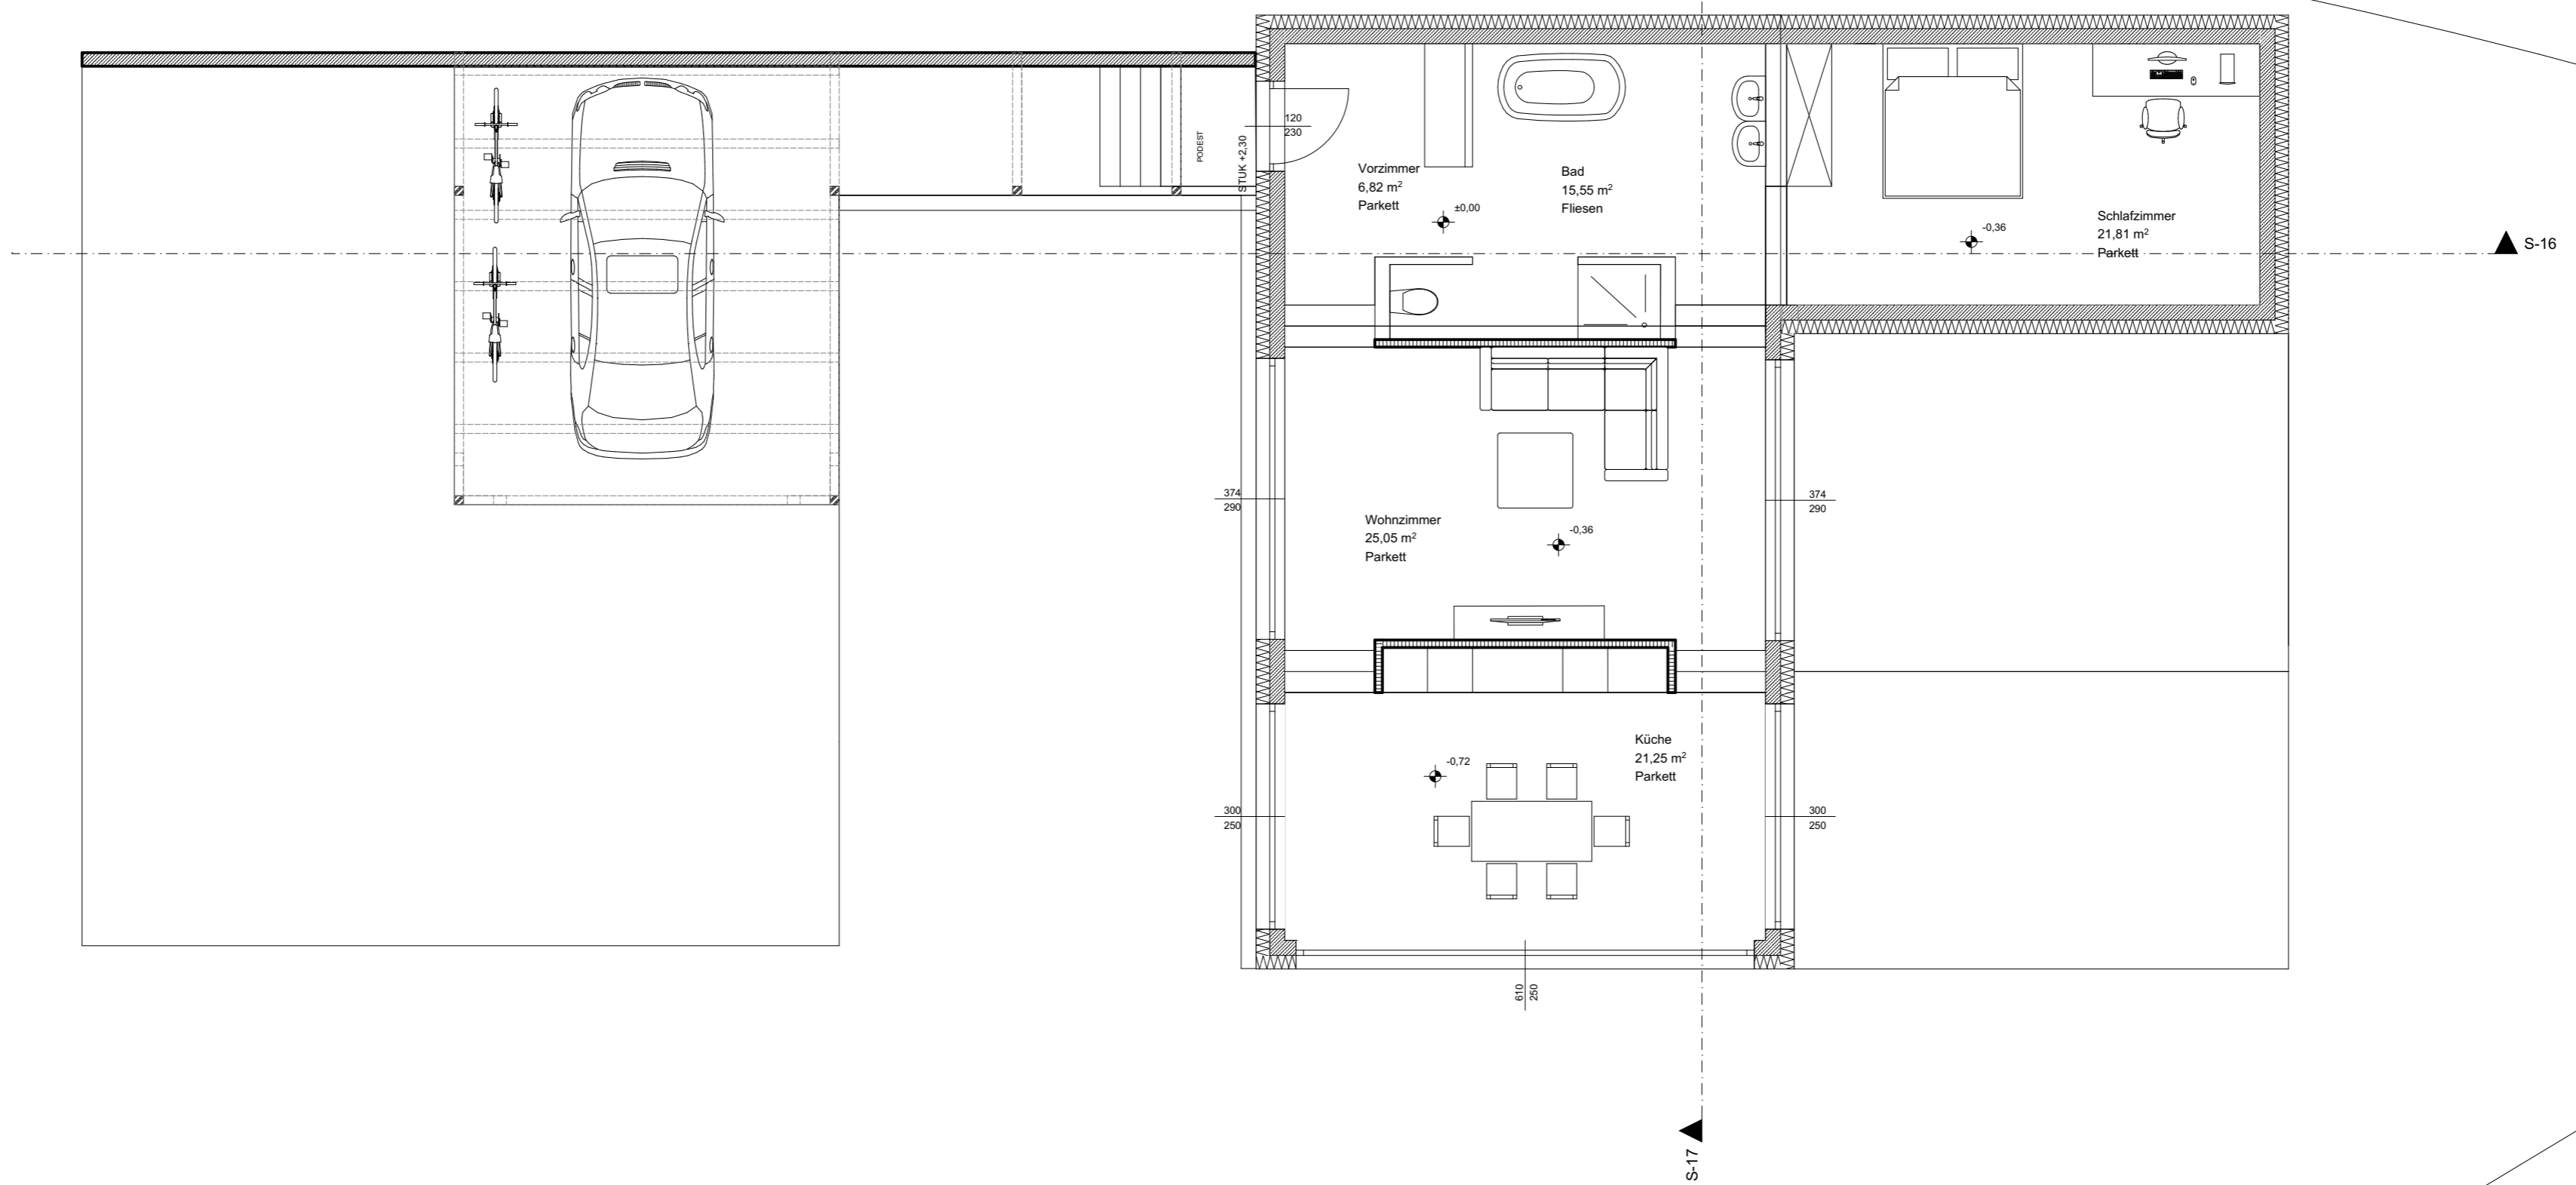 120
230
STUK +2,30
PODEST
Vorzimmer
6,82 m²
Parkett
±0,00
Bad
15,55 m²
Fliesen
-0,36
Schlafzimmer
21,81 m²
Parkett
S-16
374
290
Wohnzimmer
25,05 m²
Parkett
-0,36
374
290
Küche
21,25 m²
Parkett
-0,72
300
250
300
250
610
250
S-17